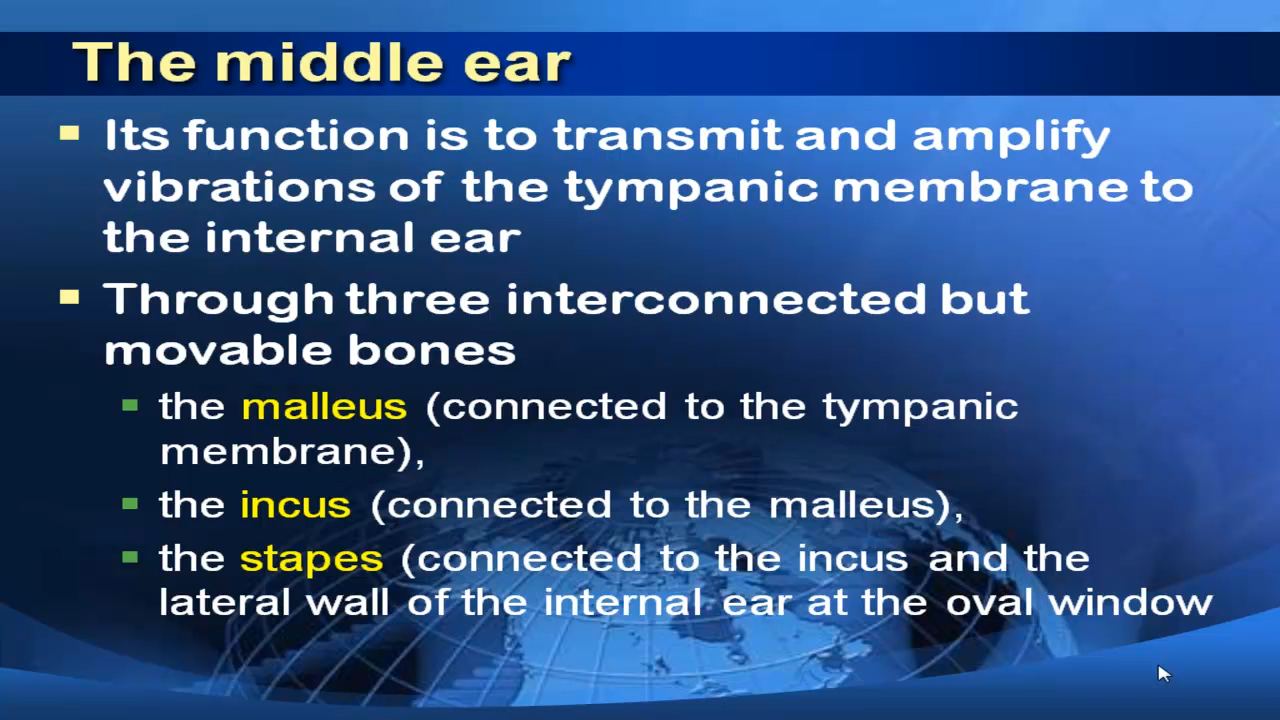 The middle ear
Its function is to transmit and amplify
vibrations of the tympanic membrane to
the internal ear
Through three interconnected but
movable bones
the malleus (connected to the tympanic
membrane),
the incus (connected to the malleus),
the stapes (connected to the incus and the
lateral wall of the internal ear at the oval window